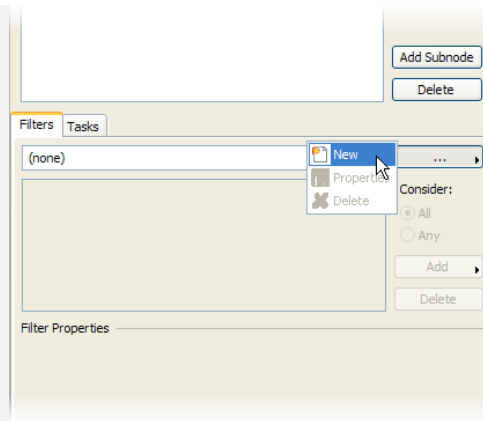 Add Subnode
Delete
Filters Tasks
(none)
New
...
Properties
Delete
Consider:
All
Any
Add
Delete
Filter Properties